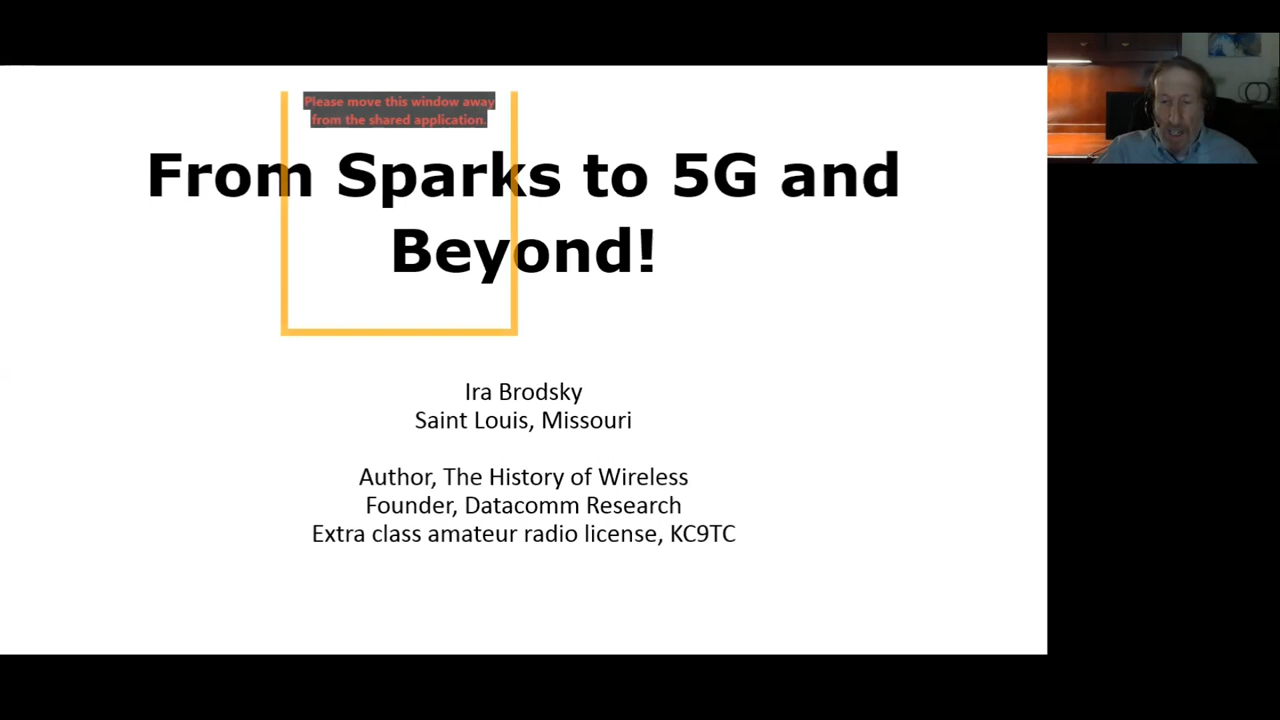 Please move this window away
from the shared application.
From Sparks to 5G and
Beyond!
Ira Brodsky
Saint Louis, Missouri
Author, The History of Wireless
Founder, Datacomm Research
Extra class amateur radio license, KC9TC